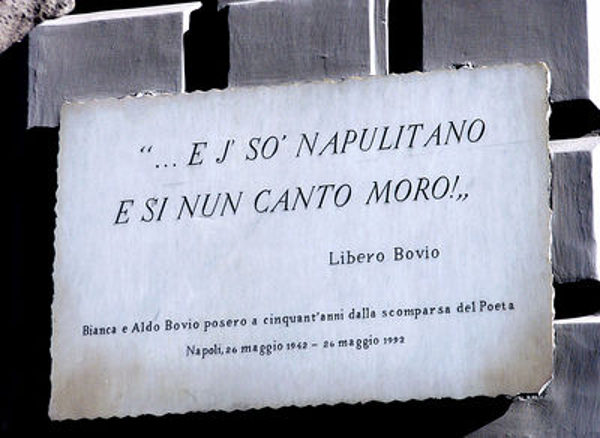 “... E J’ SO’ NAPULITANO
E SI NUN CANTO MORO!„
Libero Bovio
Bianca e Aldo Bovio posero a cinquant’anni dalla scomparsa del Poeta
Napoli, 26 maggio 1942 – 26 maggio 1992